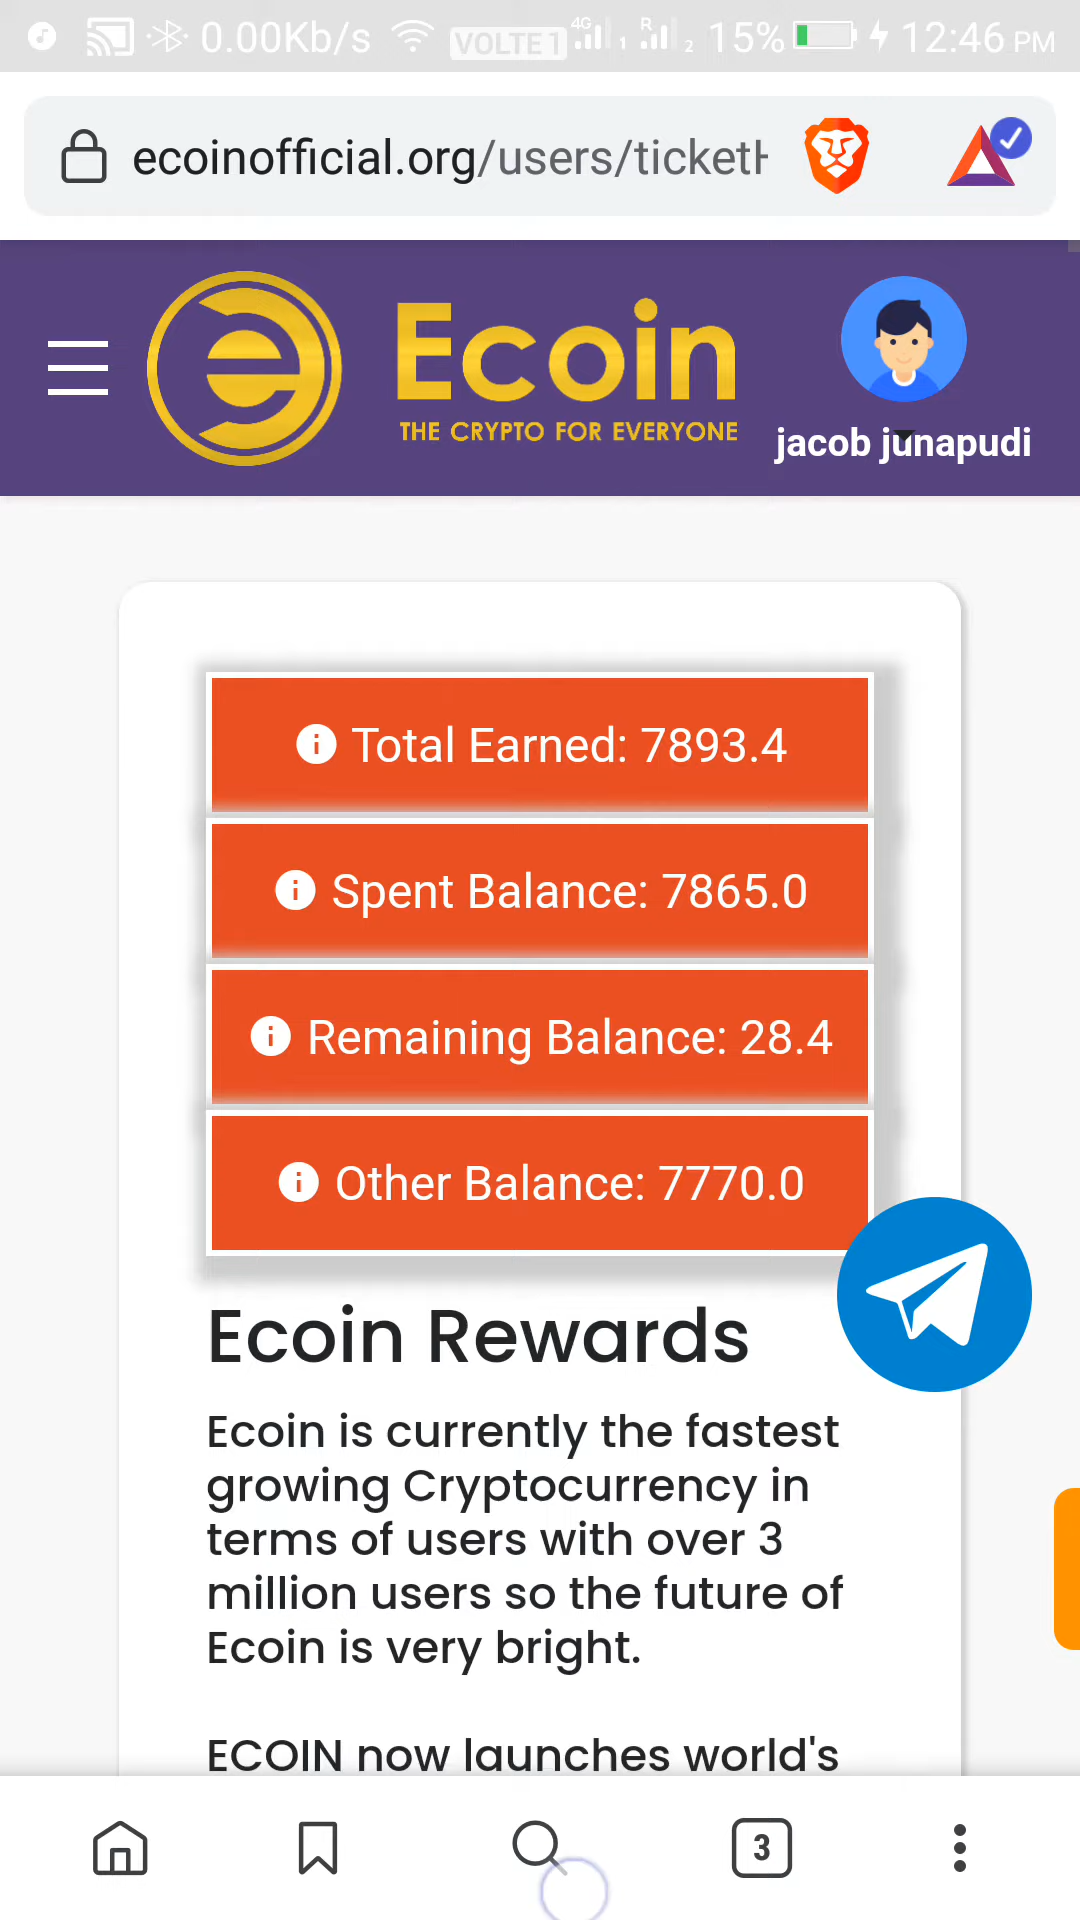 0.00Kb/s VOLTE 1 4G 1 R 2 15% 12:46 PM
ecoinofficial.org/users/ticket
Ecoin
THE CRYPTO FOR EVERYONE
jacob junapudi
Total Earned: 7893.4
Spent Balance: 7865.0
Remaining Balance: 28.4
Other Balance: 7770.0
Ecoin Rewards
Ecoin is currently the fastest
growing Cryptocurrency in
terms of users with over 3
million users so the future of
Ecoin is very bright.
ECOIN now launches world's
3